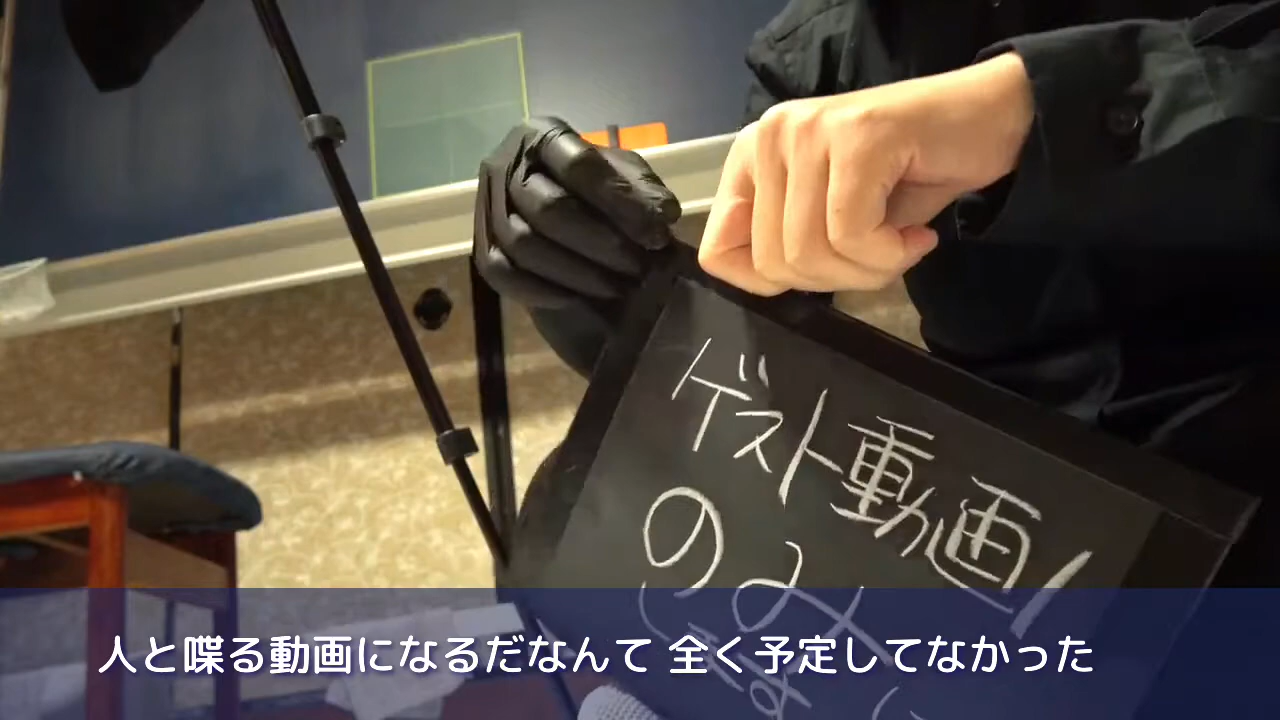 ゲスト動画
のみ
人と喋る動画になるだなんて 全く予定してなかった